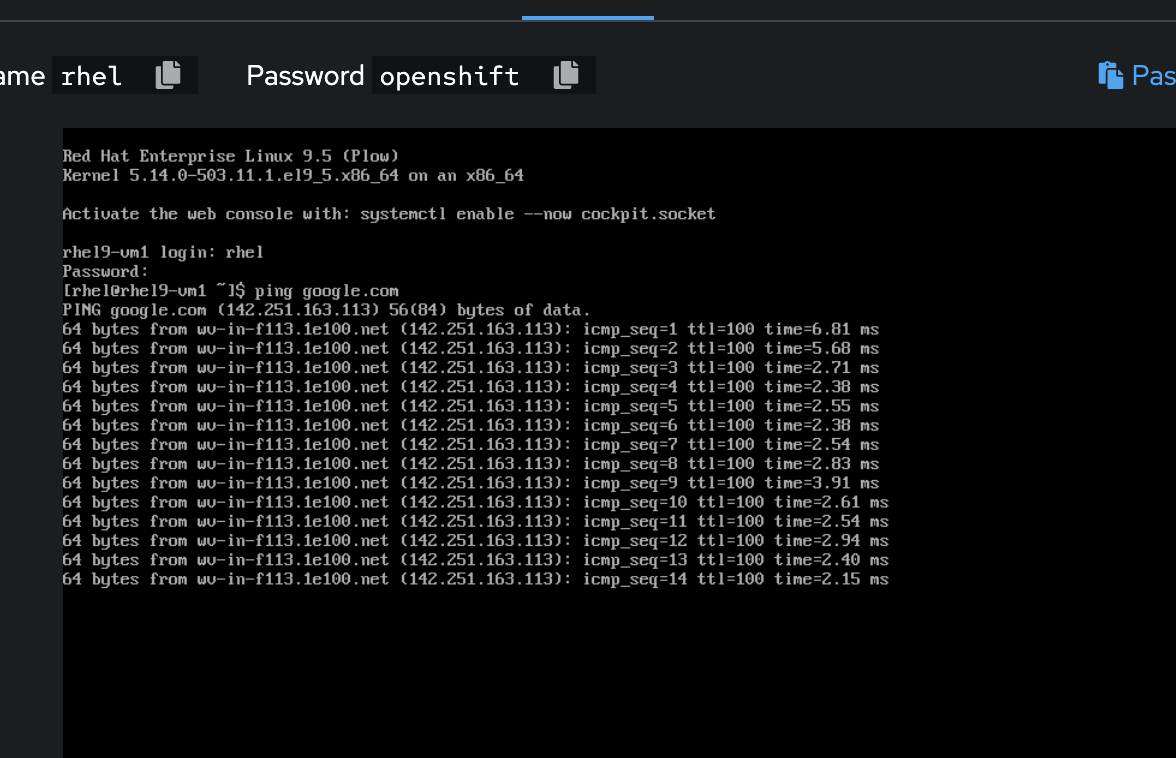 ame rhel Password openshift Pas
Red Hat Enterprise Linux 9.5 (Plow)
Kernel 5.14.0-503.11.1.el9_5.x86_64 on an x86_64
Activate the web console with: systemctl enable --now cockpit.socket
rhel9-vm1 login: rhel
Password:
[rhel@rhel9-vm1 ~]$ ping google.com
PING google.com (142.251.163.113) 56(84) bytes of data.
64 bytes from wv-in-f113.1e100.net (142.251.163.113): icmp_seq=1 ttl=100 time=6.81 ms
64 bytes from wv-in-f113.1e100.net (142.251.163.113): icmp_seq=2 ttl=100 time=5.68 ms
64 bytes from wv-in-f113.1e100.net (142.251.163.113): icmp_seq=3 ttl=100 time=2.71 ms
64 bytes from wv-in-f113.1e100.net (142.251.163.113): icmp_seq=4 ttl=100 time=2.38 ms
64 bytes from wv-in-f113.1e100.net (142.251.163.113): icmp_seq=5 ttl=100 time=2.55 ms
64 bytes from wv-in-f113.1e100.net (142.251.163.113): icmp_seq=6 ttl=100 time=2.38 ms
64 bytes from wv-in-f113.1e100.net (142.251.163.113): icmp_seq=7 ttl=100 time=2.54 ms
64 bytes from wv-in-f113.1e100.net (142.251.163.113): icmp_seq=8 ttl=100 time=2.83 ms
64 bytes from wv-in-f113.1e100.net (142.251.163.113): icmp_seq=9 ttl=100 time=3.91 ms
64 bytes from wv-in-f113.1e100.net (142.251.163.113): icmp_seq=10 ttl=100 time=2.61 ms
64 bytes from wv-in-f113.1e100.net (142.251.163.113): icmp_seq=11 ttl=100 time=2.54 ms
64 bytes from wv-in-f113.1e100.net (142.251.163.113): icmp_seq=12 ttl=100 time=2.94 ms
64 bytes from wv-in-f113.1e100.net (142.251.163.113): icmp_seq=13 ttl=100 time=2.40 ms
64 bytes from wv-in-f113.1e100.net (142.251.163.113): icmp_seq=14 ttl=100 time=2.15 ms